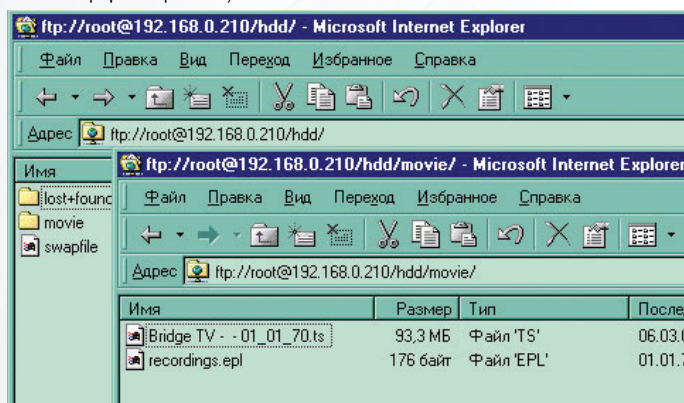 ftp://root@192.168.0.210/hdd/ - Microsoft Internet Explorer
Файл Правка Вид Переход Избранное Справка
Адрес ftp://root@192.168.0.210/hdd/
Имя
lost+found
movie
swapfile
ftp://root@192.168.0.210/hdd/movie/ - Microsoft Internet Explorer
Файл Правка Вид Переход Избранное Справка
Адрес ftp://root@192.168.0.210/hdd/movie/
Имя Размер Тип После
Bridge TV - - 01_01_70.ts 93,3 МБ Файл 'TS' 06.03.0
recordings.epl 176 байт Файл 'EPL' 01.01.7